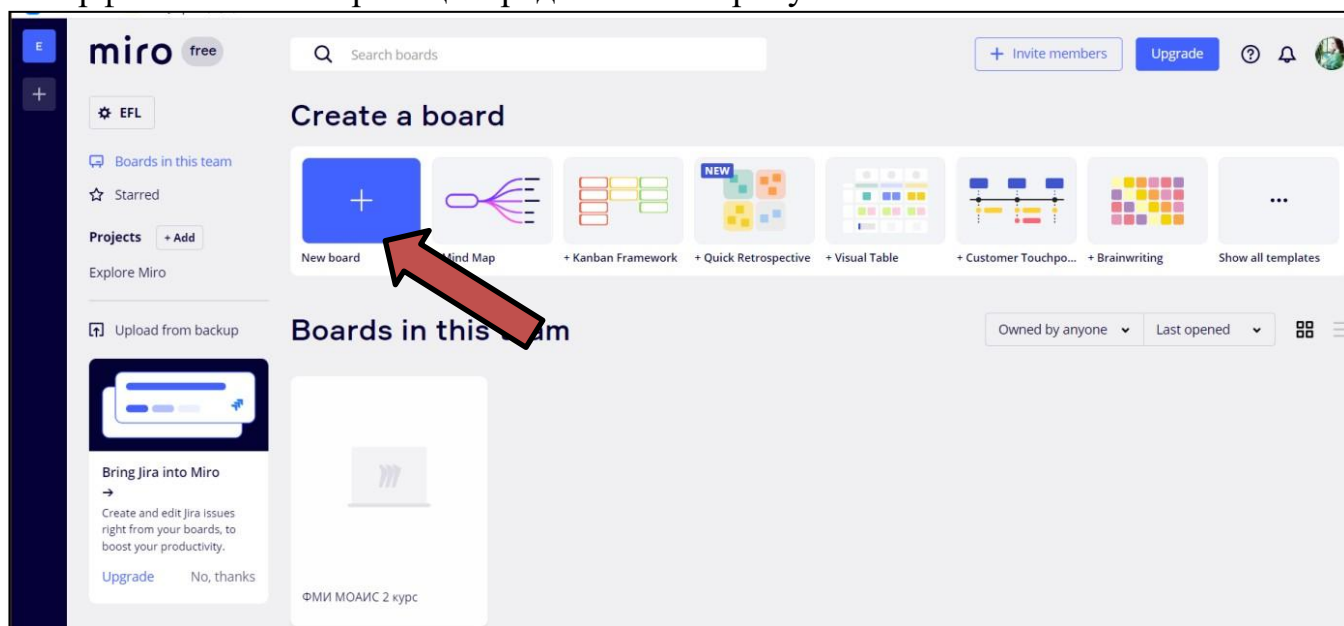 E
miro free
Search boards
+ Invite members
Upgrade
+
EFL
Create a board
Boards in this team
Starred
Projects
+ Add
Explore Miro
Upload from backup
NEW
New board
Mind Map
+ Kanban Framework
+ Quick Retrospective
+ Visual Table
+ Customer Touchpo...
+ Brainwriting
Show all templates
Boards in this
Owned by anyone
Last opened
Bring Jira into Miro
→
Create and edit Jira issues
right from your boards, to
boost your productivity.
Upgrade
No, thanks
ФМИ МОАИС 2 курс